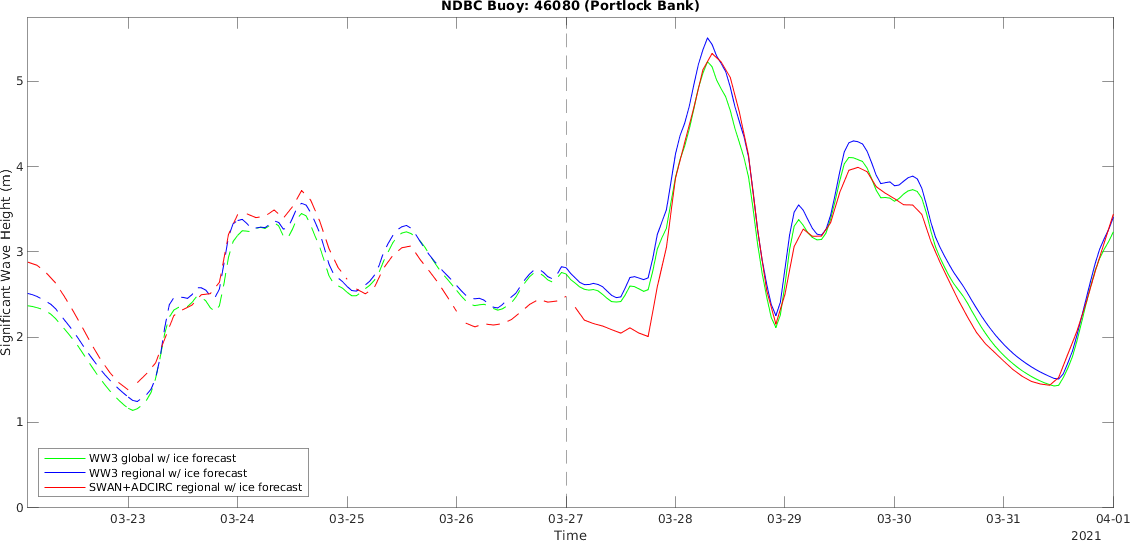 NDBC Buoy: 46080 (Portlock Bank)
Significant Wave Height (m)
5
4
3
2
1
0
WW3 global w/ ice forecast
WW3 regional w/ ice forecast
SWAN+ADCIRC regional w/ ice forecast
03-23 03-24 03-25 03-26 03-27 03-28 03-29 03-30 03-31 04-01
Time
2021